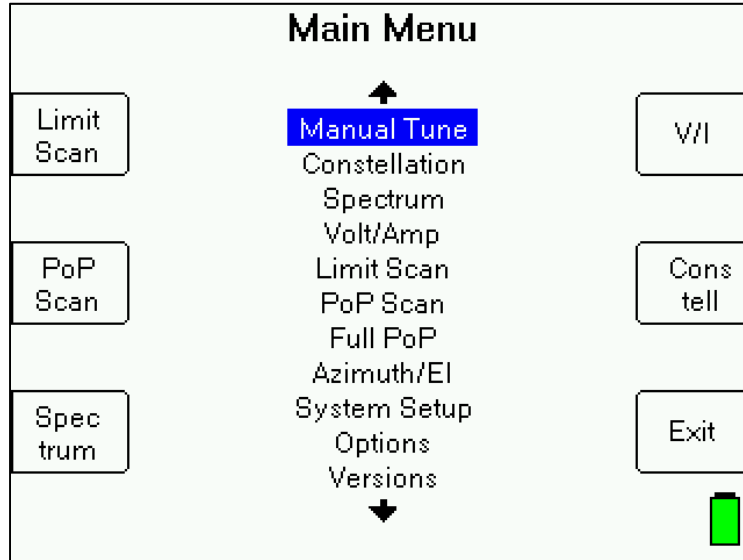 Main Menu
Limit
Scan
PoP
Scan
Spec
trum
Manual Tune
Constellation
Spectrum
Volt/Amp
Limit Scan
PoP Scan
Full PoP
Azimuth/El
System Setup
Options
Versions
V/I
Cons
tell
Exit